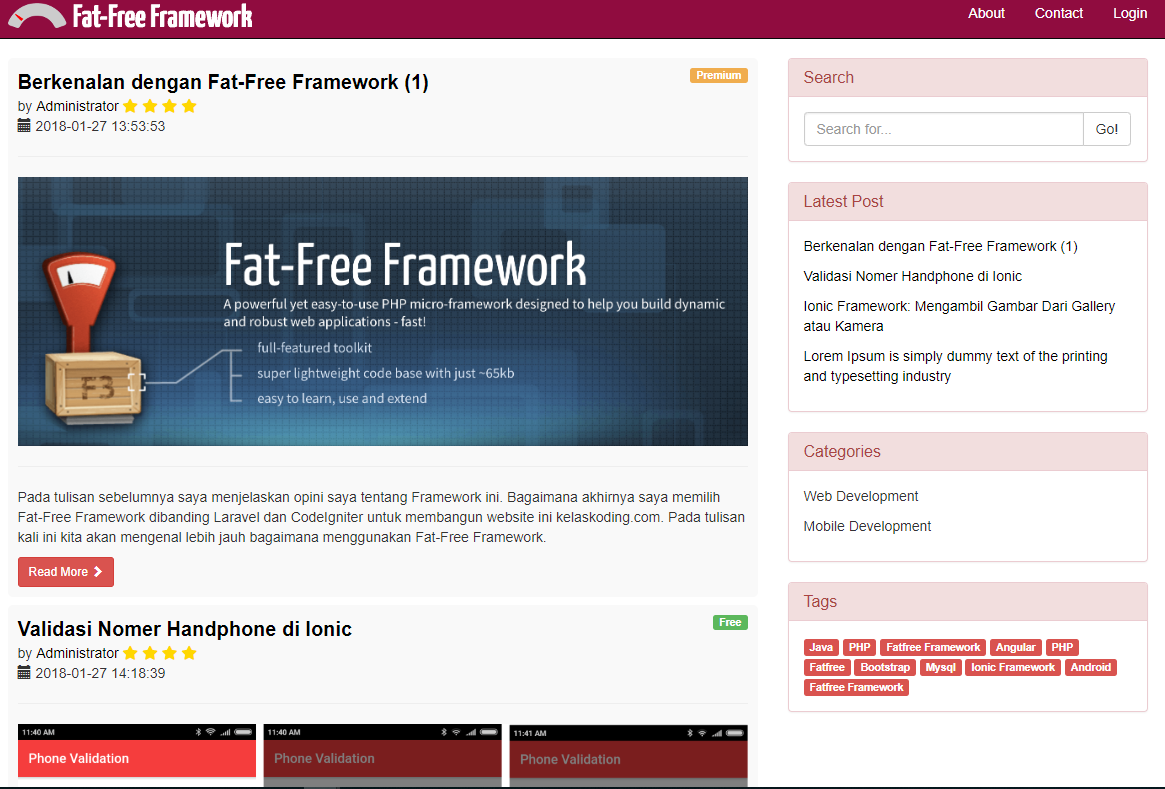 Fat-Free Framework
About Contact Login
Berkenalan dengan Fat-Free Framework (1)
Premium
by Administrator
2018-01-27 13:53:53
Fat-Free Framework
A powerful yet easy-to-use PHP micro-framework designed to help you build dynamic
and robust web applications - fast!
full-featured toolkit
super lightweight code base with just ~65kb
easy to learn, use and extend
F3
Pada tulisan sebelumnya saya menjelaskan opini saya tentang Framework ini. Bagaimana akhirnya saya memilih
Fat-Free Framework dibanding Laravel dan CodeIgniter untuk membangun website ini kelaskoding.com. Pada tulisan
kali ini kita akan mengenal lebih jauh bagaimana menggunakan Fat-Free Framework.
Read More
Validasi Nomer Handphone di Ionic
Free
by Administrator
2018-01-27 14:18:39
11:40 AM
Phone Validation
11:40 AM
Phone Validation
11:41 AM
Phone Validation
Search
Search for...
Go!
Latest Post
Berkenalan dengan Fat-Free Framework (1)
Validasi Nomer Handphone di Ionic
Ionic Framework: Mengambil Gambar Dari Gallery
atau Kamera
Lorem Ipsum is simply dummy text of the printing
and typesetting industry
Categories
Web Development
Mobile Development
Tags
Java PHP Fatfree Framework Angular PHP
Fatfree Bootstrap Mysql Ionic Framework Android
Fatfree Framework